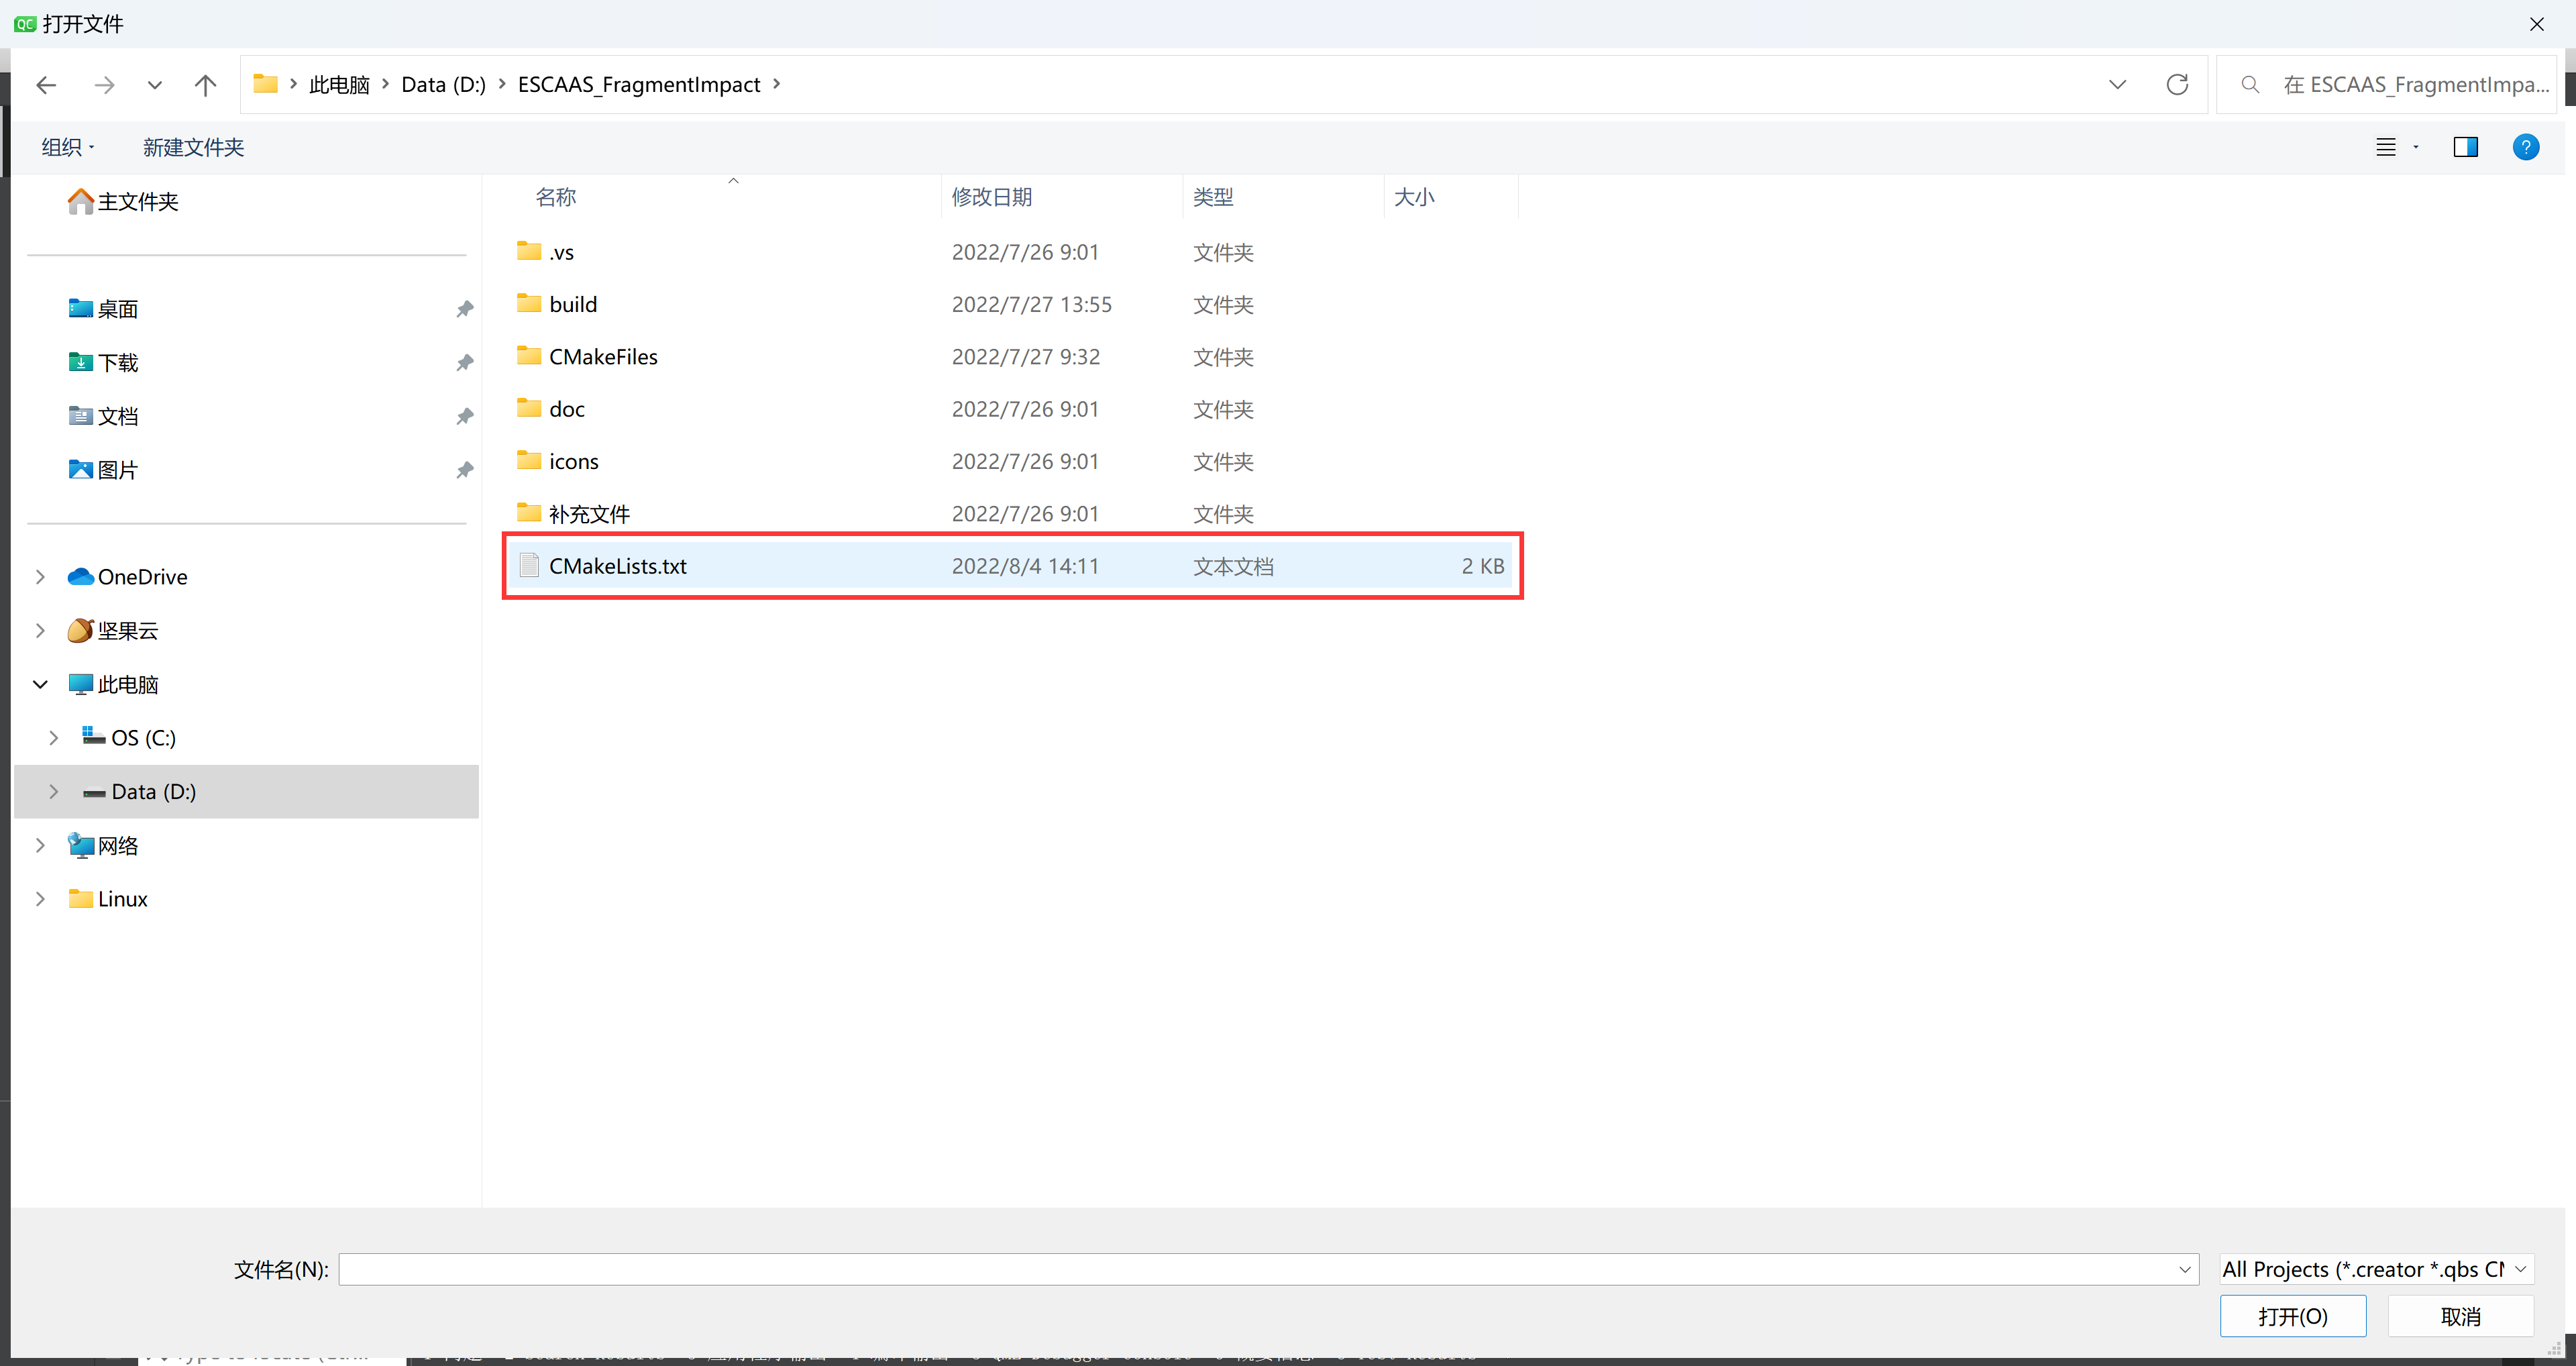 打开文件
此电脑 Data (D:) ESCAAS_FragmentImpact
在 ESCAAS_FragmentImpa...
组织 新建文件夹
主文件夹
桌面
下载
文档
图片
OneDrive
坚果云
此电脑
OS (C:)
Data (D:)
网络
Linux
名称 修改日期 类型 大小
.vs 2022/7/26 9:01 文件夹
build 2022/7/27 13:55 文件夹
CMakeFiles 2022/7/27 9:32 文件夹
doc 2022/7/26 9:01 文件夹
icons 2022/7/26 9:01 文件夹
补充文件 2022/7/26 9:01 文件夹
CMakeLists.txt 2022/8/4 14:11 文本文档 2 KB
文件名(N):
All Projects (*.creator *.qbs CM
打开(O) 取消